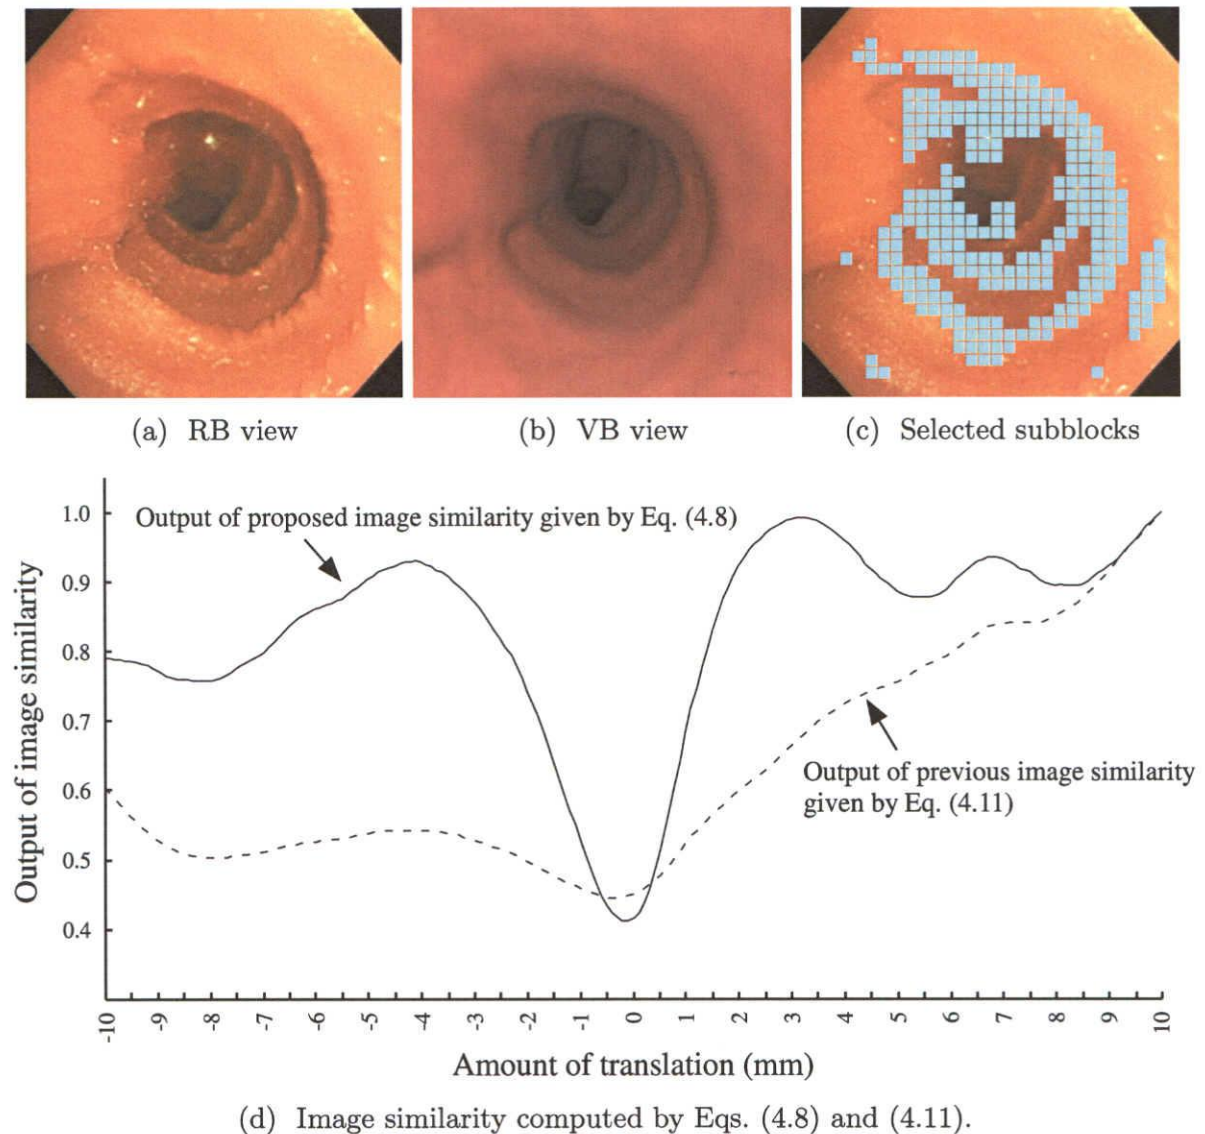 (a) RB view
(b) VB view
(c) Selected subblocks
Output of image similarity
1.0
0.9
0.8
0.7
0.6
0.5
0.4
Output of proposed image similarity given by Eq. (4.8)
Output of previous image similarity
given by Eq. (4.11)
-10 -9 -8 -7 -6 -5 -4 -3 -2 -1 0 1 2 3 4 5 6 7 8 9 10
Amount of translation (mm)
(d) Image similarity computed by Eqs. (4.8) and (4.11).